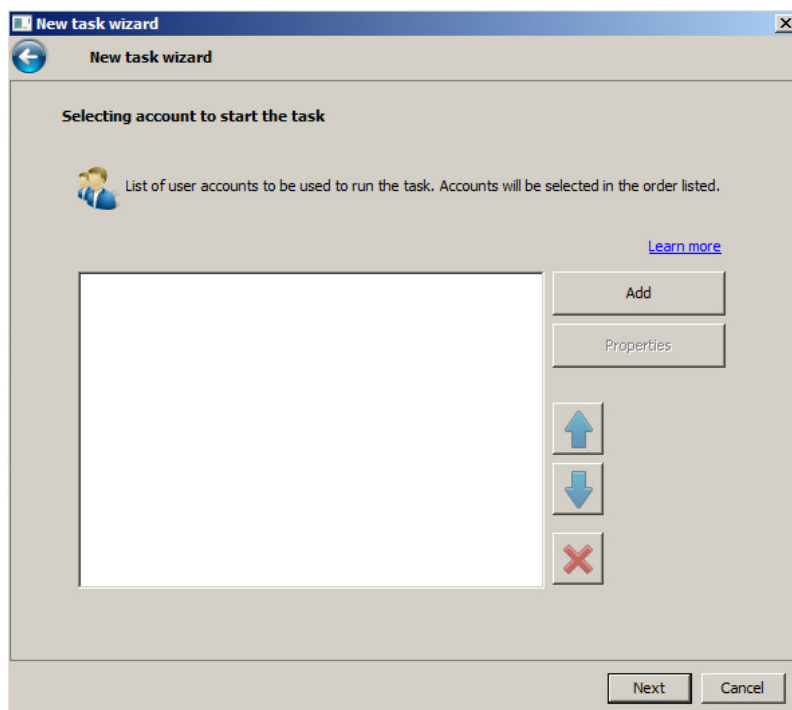 New task wizard
New task wizard
Selecting account to start the task
List of user accounts to be used to run the task. Accounts will be selected in the order listed.
Learn more
Add
Properties
Next
Cancel